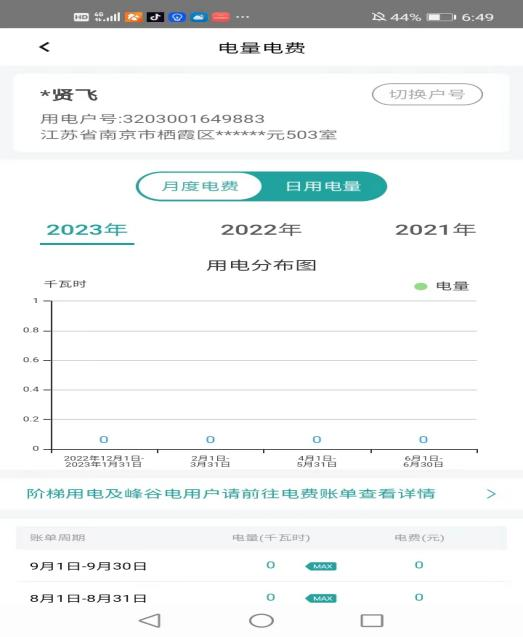 HD 4G 44% 6:49
电量电费
*贤飞
切换户号
用电户号:3203001649883
江苏省南京市栖霞区******元503室
月度电费 日用电量
2023年 2022年 2021年
用电分布图
千瓦时 电量
1
0.8
0.6
0.4
0.2
0 0 0 0
0
2022年12月1日- 2月1日- 4月1日- 6月1日-
2023年1月31日 3月31日 5月31日 6月30日
阶梯用电及峰谷电用户请前往电费账单查看详情 >
账单周期 电量(千瓦时) 电费(元)
9月1日-9月30日 0 MAX 0
8月1日-8月31日 0 MAX 0